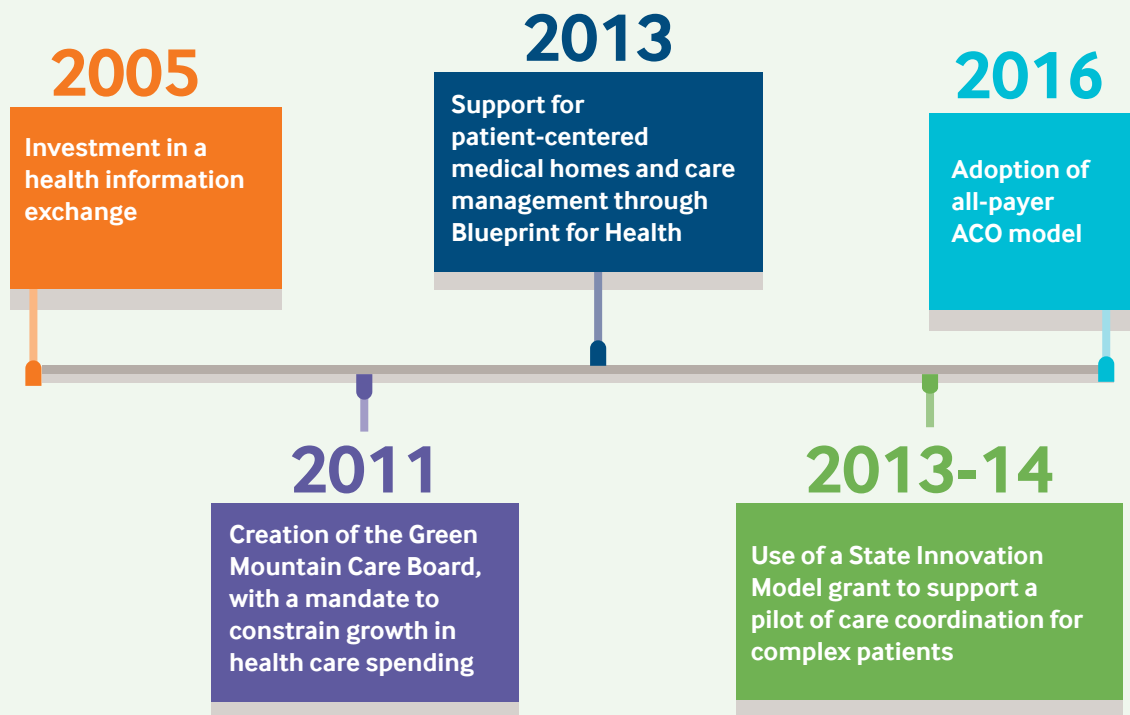 2005
Investment in a
health information
exchange
2011
Creation of the Green
Mountain Care Board,
with a mandate to
constrain growth in
health care spending
2013
Support for
patient-centered
medical homes and care
management through
Blueprint for Health
2013-14
Use of a State Innovation
Model grant to support a
pilot of care coordination for
complex patients
2016
Adoption of
all-payer
ACO model